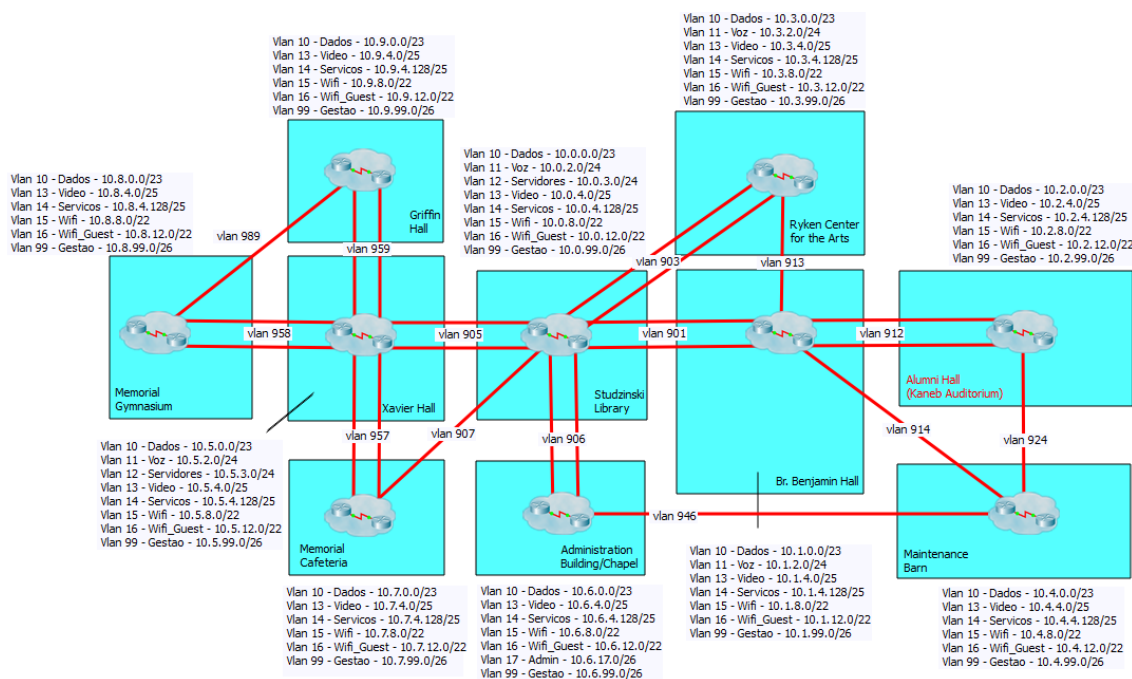 Vlan 10 - Dados - 10.9.0.0/23
Vlan 13 - Video - 10.9.4.0/25
Vlan 14 - Servicos - 10.9.4.128/25
Vlan 15 - Wifi - 10.9.8.0/22
Vlan 16 - Wifi_Guest - 10.9.12.0/22
Vlan 99 - Gestao - 10.9.99.0/26
Vlan 10 - Dados - 10.3.0.0/23
Vlan 11 - Voz - 10.3.2.0/24
Vlan 13 - Video - 10.3.4.0/25
Vlan 14 - Servicos - 10.3.4.128/25
Vlan 15 - Wifi - 10.3.8.0/22
Vlan 16 - Wifi_Guest - 10.3.12.0/22
Vlan 99 - Gestao - 10.3.99.0/26
Vlan 10 - Dados - 10.8.0.0/23
Vlan 13 - Video - 10.8.4.0/25
Vlan 14 - Servicos - 10.8.4.128/25
Vlan 15 - Wifi - 10.8.8.0/22
Vlan 16 - Wifi_Guest - 10.8.12.0/22
Vlan 99 - Gestao - 10.8.99.0/26
Griffin
Hall
Vlan 10 - Dados - 10.0.0.0/23
Vlan 11 - Voz - 10.0.2.0/24
Vlan 12 - Servidores - 10.0.3.0/24
Vlan 13 - Video - 10.0.4.0/25
Vlan 14 - Servicos - 10.0.4.128/25
Vlan 15 - Wifi - 10.0.8.0/22
Vlan 16 - Wifi_Guest - 10.0.12.0/22
Vlan 99 - Gestao - 10.0.99.0/26
Ryken Center
for the Arts
Vlan 10 - Dados - 10.2.0.0/23
Vlan 13 - Video - 10.2.4.0/25
Vlan 14 - Servicos - 10.2.4.128/25
Vlan 15 - Wifi - 10.2.8.0/22
Vlan 16 - Wifi_Guest - 10.2.12.0/22
Vlan 99 - Gestao - 10.2.99.0/26
vlan 989
vlan 959
vlan 903
vlan 913
vlan 958
vlan 905
vlan 901
vlan 912
Memorial
Gymnasium
Xavier Hall
Studzinski
Library
Alumni Hall
(Kaneb Auditorium)
vlan 957
vlan 907
vlan 906
vlan 914
vlan 924
Br. Benjamin Hall
Vlan 10 - Dados - 10.5.0.0/23
Vlan 11 - Voz - 10.5.2.0/24
Vlan 12 - Servidores - 10.5.3.0/24
Vlan 13 - Video - 10.5.4.0/25
Vlan 14 - Servicos - 10.5.4.128/25
Vlan 15 - Wifi - 10.5.8.0/22
Vlan 16 - Wifi_Guest - 10.5.12.0/22
Vlan 99 - Gestao - 10.5.99.0/26
vlan 946
Memorial
Cafeteria
Administration
Building/Chapel
Maintenance
Barn
Vlan 10 - Dados - 10.7.0.0/23
Vlan 13 - Video - 10.7.4.0/25
Vlan 14 - Servicos - 10.7.4.128/25
Vlan 15 - Wifi - 10.7.8.0/22
Vlan 16 - Wifi_Guest - 10.7.12.0/22
Vlan 99 - Gestao - 10.7.99.0/26
Vlan 10 - Dados - 10.6.0.0/23
Vlan 13 - Video - 10.6.4.0/25
Vlan 14 - Servicos - 10.6.4.128/25
Vlan 15 - Wifi - 10.6.8.0/22
Vlan 16 - Wifi_Guest - 10.6.12.0/22
Vlan 17 - Admin - 10.6.17.0/26
Vlan 99 - Gestao - 10.6.99.0/26
Vlan 10 - Dados - 10.1.0.0/23
Vlan 11 - Voz - 10.1.2.0/24
Vlan 13 - Video - 10.1.4.0/25
Vlan 14 - Servicos - 10.1.4.128/25
Vlan 15 - Wifi - 10.1.8.0/22
Vlan 16 - Wifi_Guest - 10.1.12.0/22
Vlan 99 - Gestao - 10.1.99.0/26
Vlan 10 - Dados - 10.4.0.0/23
Vlan 13 - Video - 10.4.4.0/25
Vlan 14 - Servicos - 10.4.4.128/25
Vlan 15 - Wifi - 10.4.8.0/22
Vlan 16 - Wifi_Guest - 10.4.12.0/22
Vlan 99 - Gestao - 10.4.99.0/26